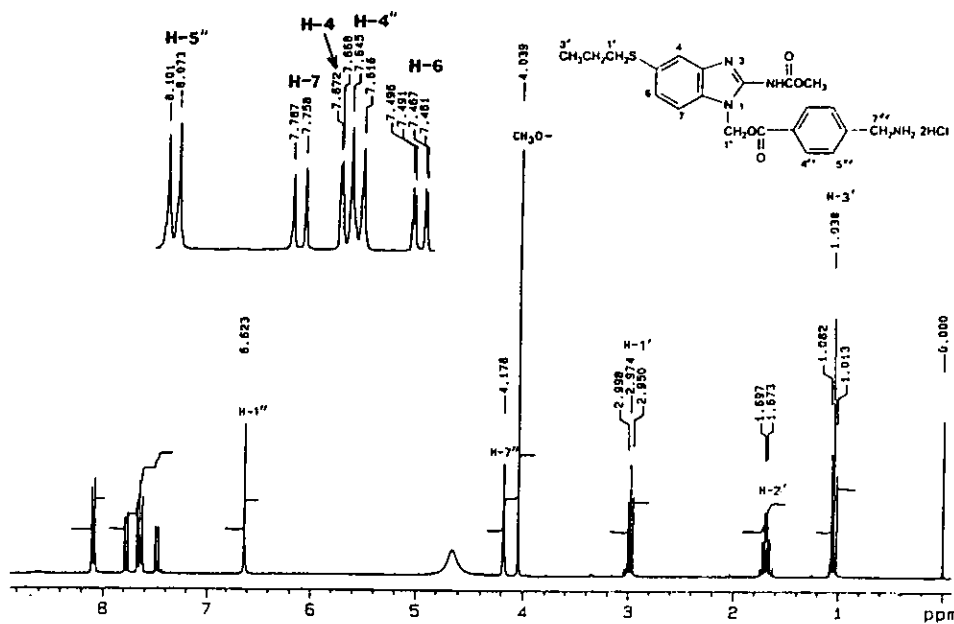 H-5"
8.101
8.073
H-7
7.787
7.758
H-4
H-4"
7.672
7.668
7.645
7.616
H-6
7.496
7.491
7.467
7.461
4.039
CH₃O-
3' 1' 4
CH₃CH₂CH₂S
N 3
O
NHCOCH₃
6
N 1
7
CH₂OC
1"
O
4''' 5'''
7'''
CH₂NH₂ 2HCl
H-3'
1.038
6.623
H-1"
4.178
H-7"
H-1'
2.998
2.974
2.950
1.697
1.673
H-2'
1.062
1.013
0.000
8 7 6 5 4 3 2 1 ppm